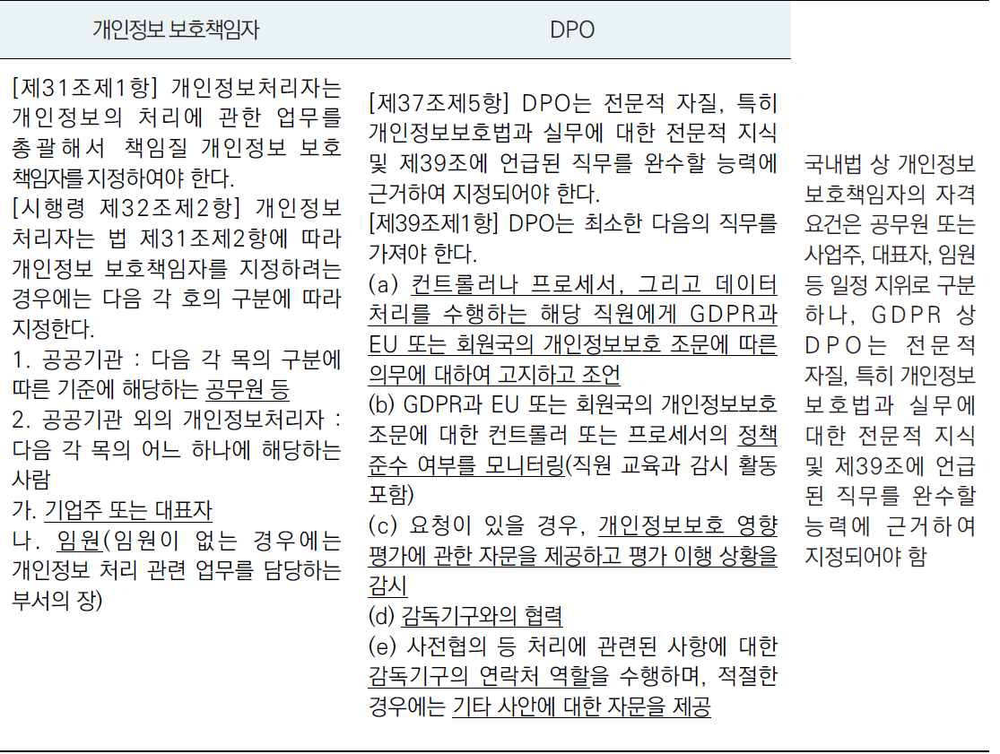 개인정보 보호책임자
DPO
[제31조제1항] 개인정보처리자는
개인정보의 처리에 관한 업무를
총괄해서 책임질 개인정보 보호
책임자를 지정하여야 한다.
[시행령 제32조제2항] 개인정보
처리자는 법 제31조제2항에 따라
개인정보 보호책임자를 지정하려는
경우에는 다음 각 호의 구분에 따라
지정한다.
1. 공공기관 : 다음 각 목의 구분에
따른 기준에 해당하는 공무원 등
2. 공공기관 외의 개인정보처리자 :
다음 각 목의 어느 하나에 해당하는
사람
가. 기업주 또는 대표자
나. 임원(임원이 없는 경우에는
개인정보 처리 관련 업무를 담당하는
부서의 장)
[제37조제5항] DPO는 전문적 자질, 특히
개인정보보호법과 실무에 대한 전문적 지식
및 제39조에 언급된 직무를 완수할 능력에
근거하여 지정되어야 한다.
[제39조제1항] DPO는 최소한 다음의 직무를
가져야 한다.
(a) 컨트롤러나 프로세서, 그리고 데이터
처리를 수행하는 해당 직원에게 GDPR과
EU 또는 회원국의 개인정보보호 조문에 따른
의무에 대하여 고지하고 조언
(b) GDPR과 EU 또는 회원국의 개인정보보호
조문에 대한 컨트롤러 또는 프로세서의 정책
준수 여부를 모니터링(직원 교육과 감시 활동
포함)
(c) 요청이 있을 경우, 개인정보보호 영향
평가에 관한 자문을 제공하고 평가 이행 상황을
감시
(d) 감독기구와의 협력
(e) 사전협의 등 처리에 관련된 사항에 대한
감독기구의 연락처 역할을 수행하며, 적절한
경우에는 기타 사안에 대한 자문을 제공
국내법 상 개인정보
보호책임자의 자격
요건은 공무원 또는
사업주, 대표자, 임원
등 일정 지위로 구분
하나, GDPR 상
DPO는 전문적
자질, 특히 개인정보
보호법과 실무에
대한 전문적 지식
및 제39조에 언급
된 직무를 완수할
능력에 근거하여
지정되어야 함